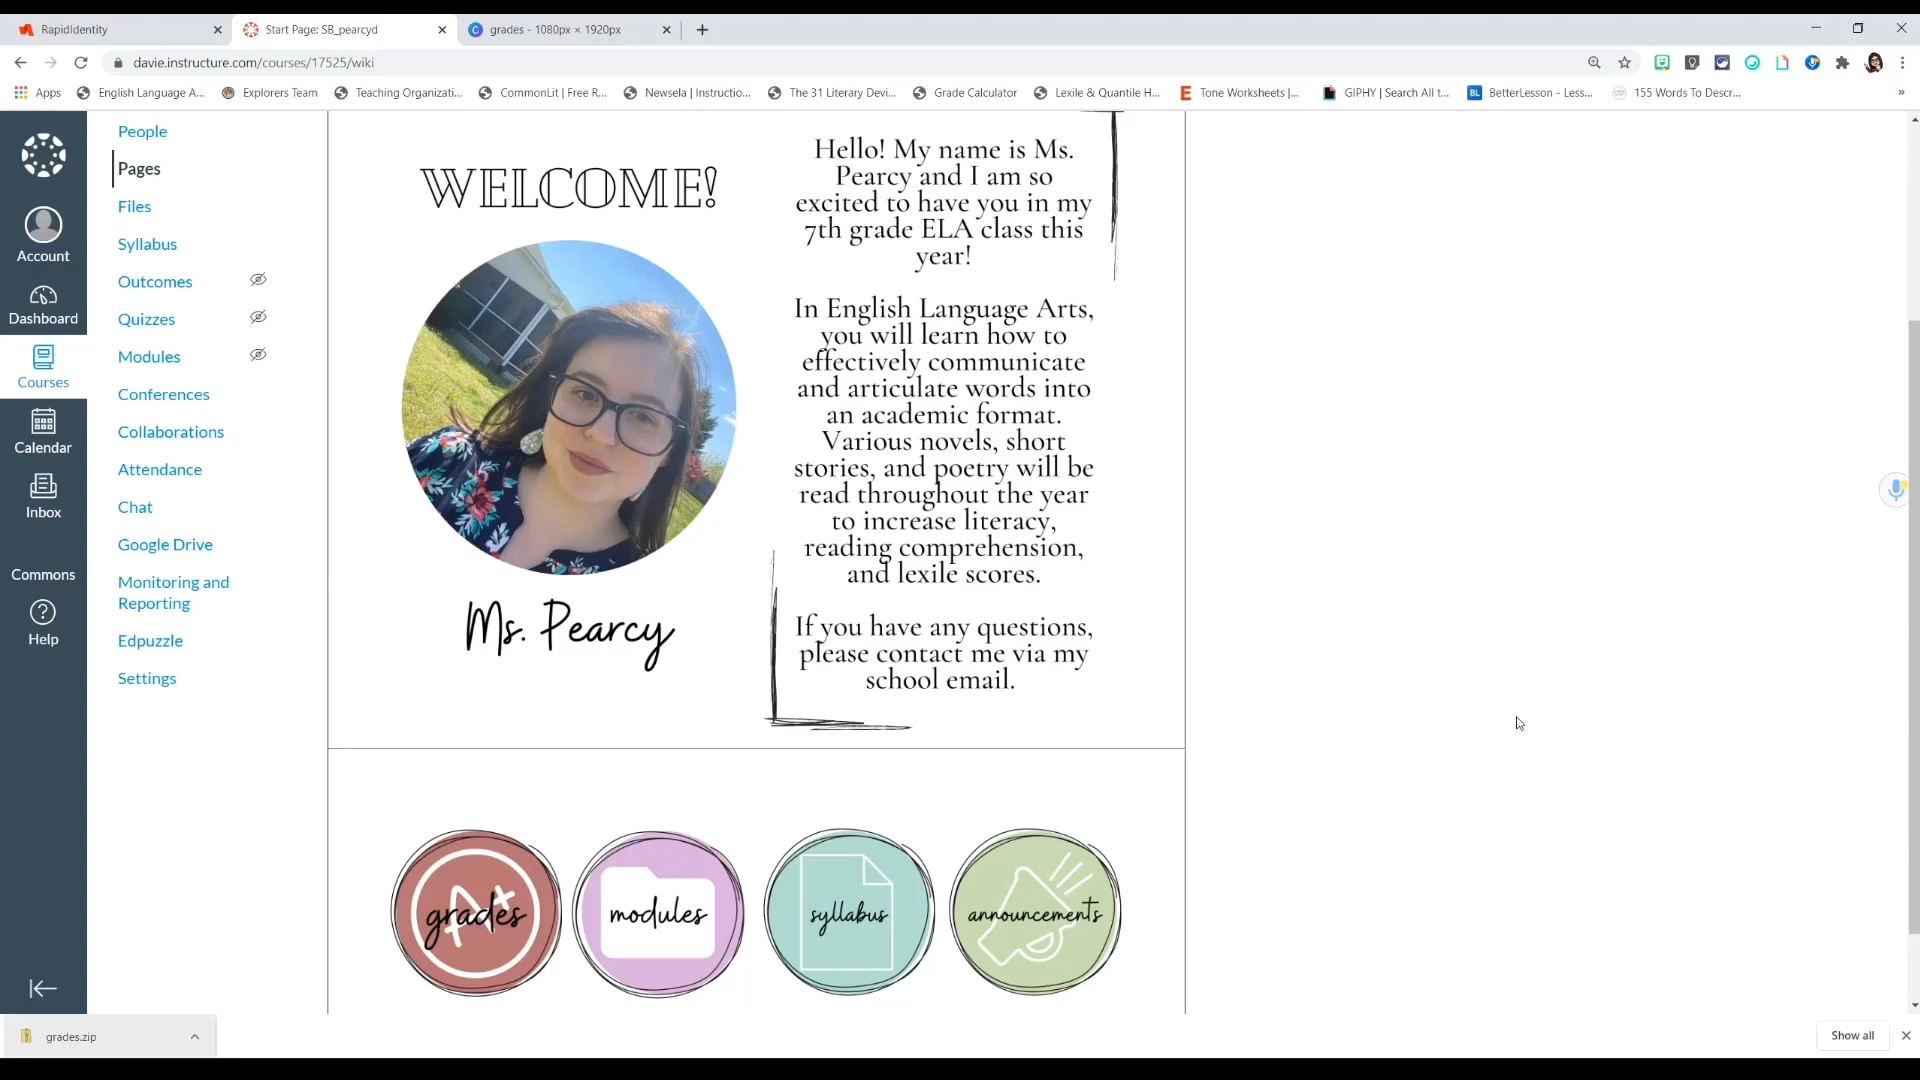 RapidIdentity
Start Page: SB_pearcyd
grades - 1080px × 1920px
davie.instructure.com/courses/17525/wiki
Apps
English Language A...
Explorers Team
Teaching Organizati...
CommonLit | Free R...
Newsela | Instructio...
The 31 Literary Devi...
Grade Calculator
Lexile & Quantile H...
Tone Worksheets |...
GIPHY | Search All t...
BetterLesson - Less...
155 Words To Descr...
»
Account
Dashboard
Courses
Calendar
Inbox
Commons
Help
People
Pages
Files
Syllabus
Outcomes
Quizzes
Modules
Conferences
Collaborations
Attendance
Chat
Google Drive
Monitoring and
Reporting
Edpuzzle
Settings
WELCOME!
Ms. Pearcy
Hello! My name is Ms.
Pearcy and I am so
excited to have you in my
7th grade ELA class this
year!
In English Language Arts,
you will learn how to
effectively communicate
and articulate words into
an academic format.
Various novels, short
stories, and poetry will be
read throughout the year
to increase literacy,
reading comprehension,
and lexile scores.
If you have any questions,
please contact me via my
school email.
A+
grades
modules
syllabus
announcements
grades.zip
Show all